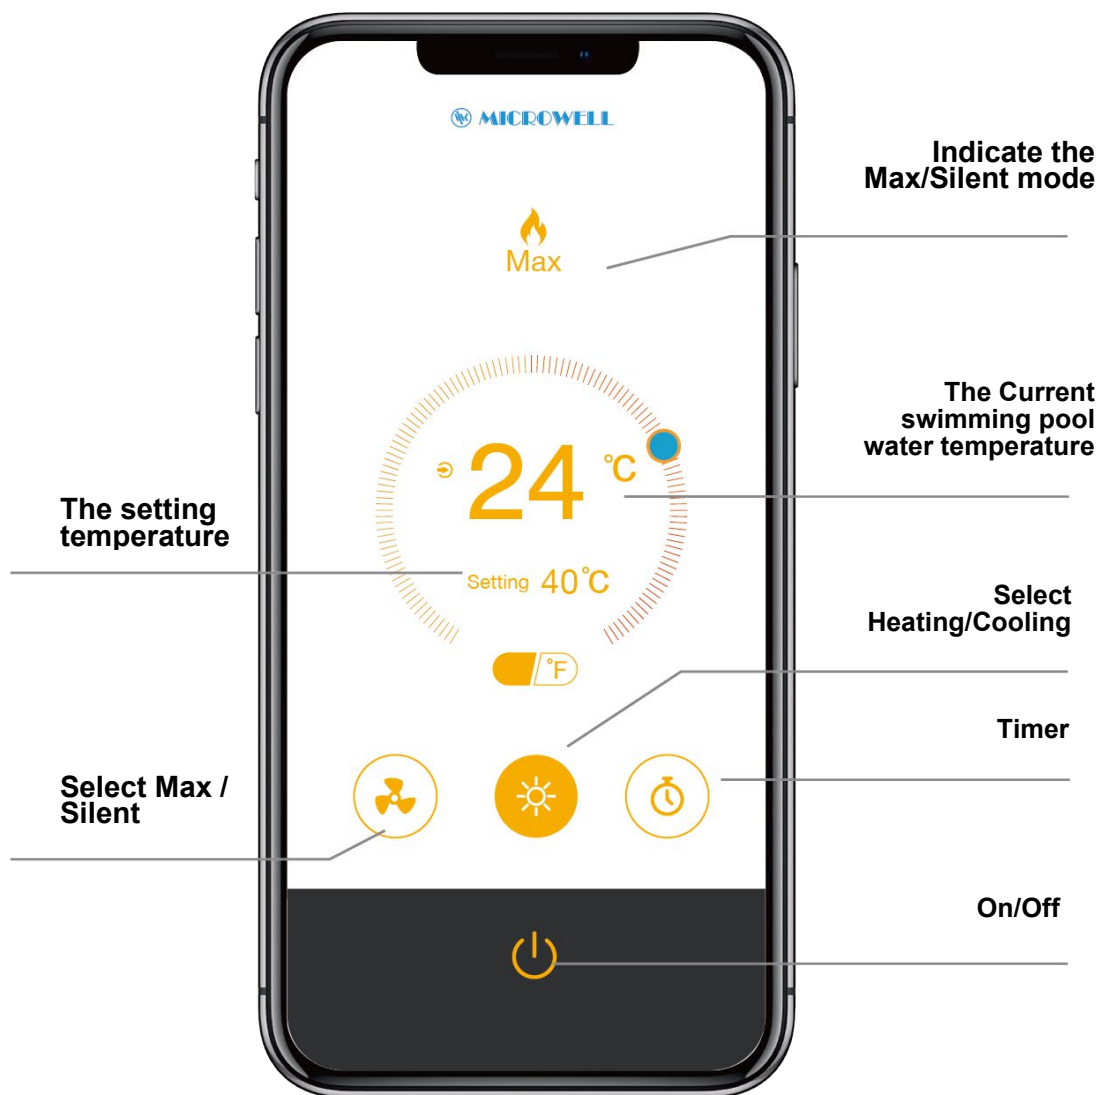 MICROWELL
Indicate the
Max/Silent mode
Max
The Current
swimming pool
water temperature
24 °C
The setting
temperature
Setting 40°C
Select
Heating/Cooling
°F
Timer
Select Max /
Silent
On/Off